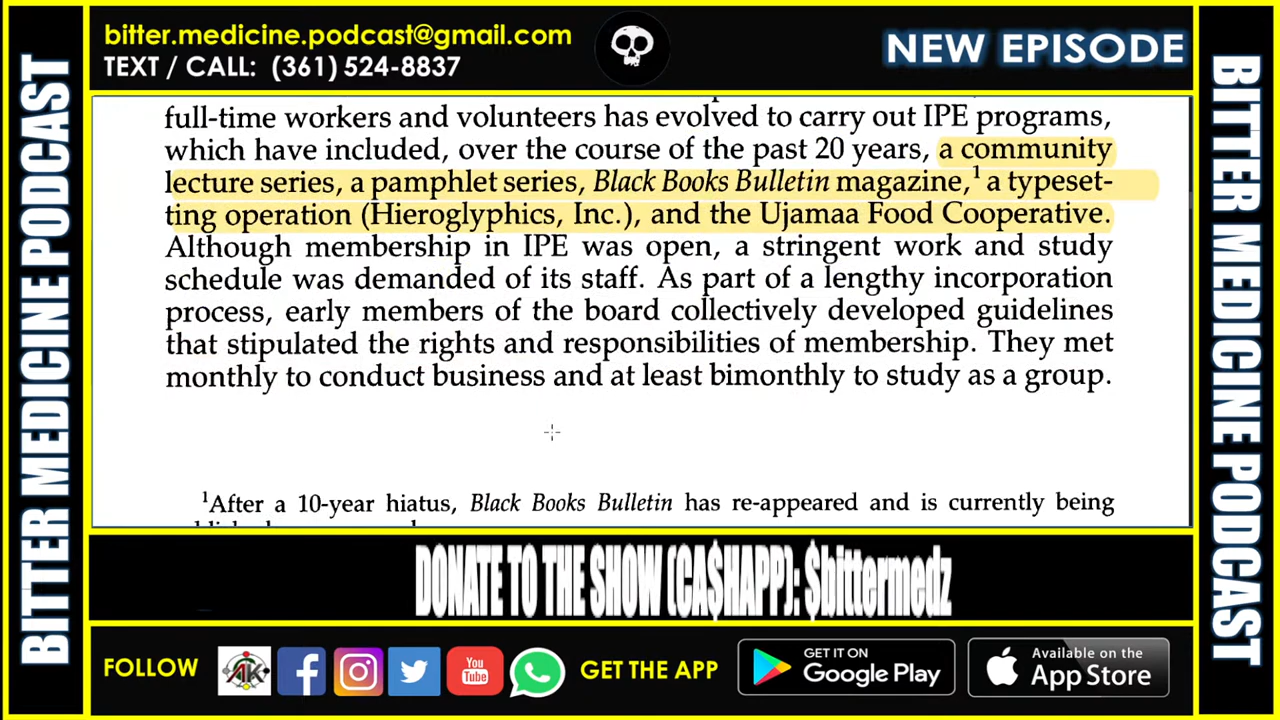 bitter.medicine.podcast@gmail.com
TEXT / CALL: (361) 524-8837
NEW EPISODE
BITTER MEDICINE PODCAST
full-time workers and volunteers has evolved to carry out IPE programs,
which have included, over the course of the past 20 years, a community
lecture series, a pamphlet series, Black Books Bulletin magazine,¹ a typeset-
ting operation (Hieroglyphics, Inc.), and the Ujamaa Food Cooperative.
Although membership in IPE was open, a stringent work and study
schedule was demanded of its staff. As part of a lengthy incorporation
process, early members of the board collectively developed guidelines
that stipulated the rights and responsibilities of membership. They met
monthly to conduct business and at least bimonthly to study as a group.
¹After a 10-year hiatus, Black Books Bulletin has re-appeared and is currently being
BITTER MEDICINE PODCAST
DONATE TO THE SHOW (CA$HAPP): $bittermedz
FOLLOW
You
Tube
GET THE APP
GET IT ON
Google Play
Available on the
App Store